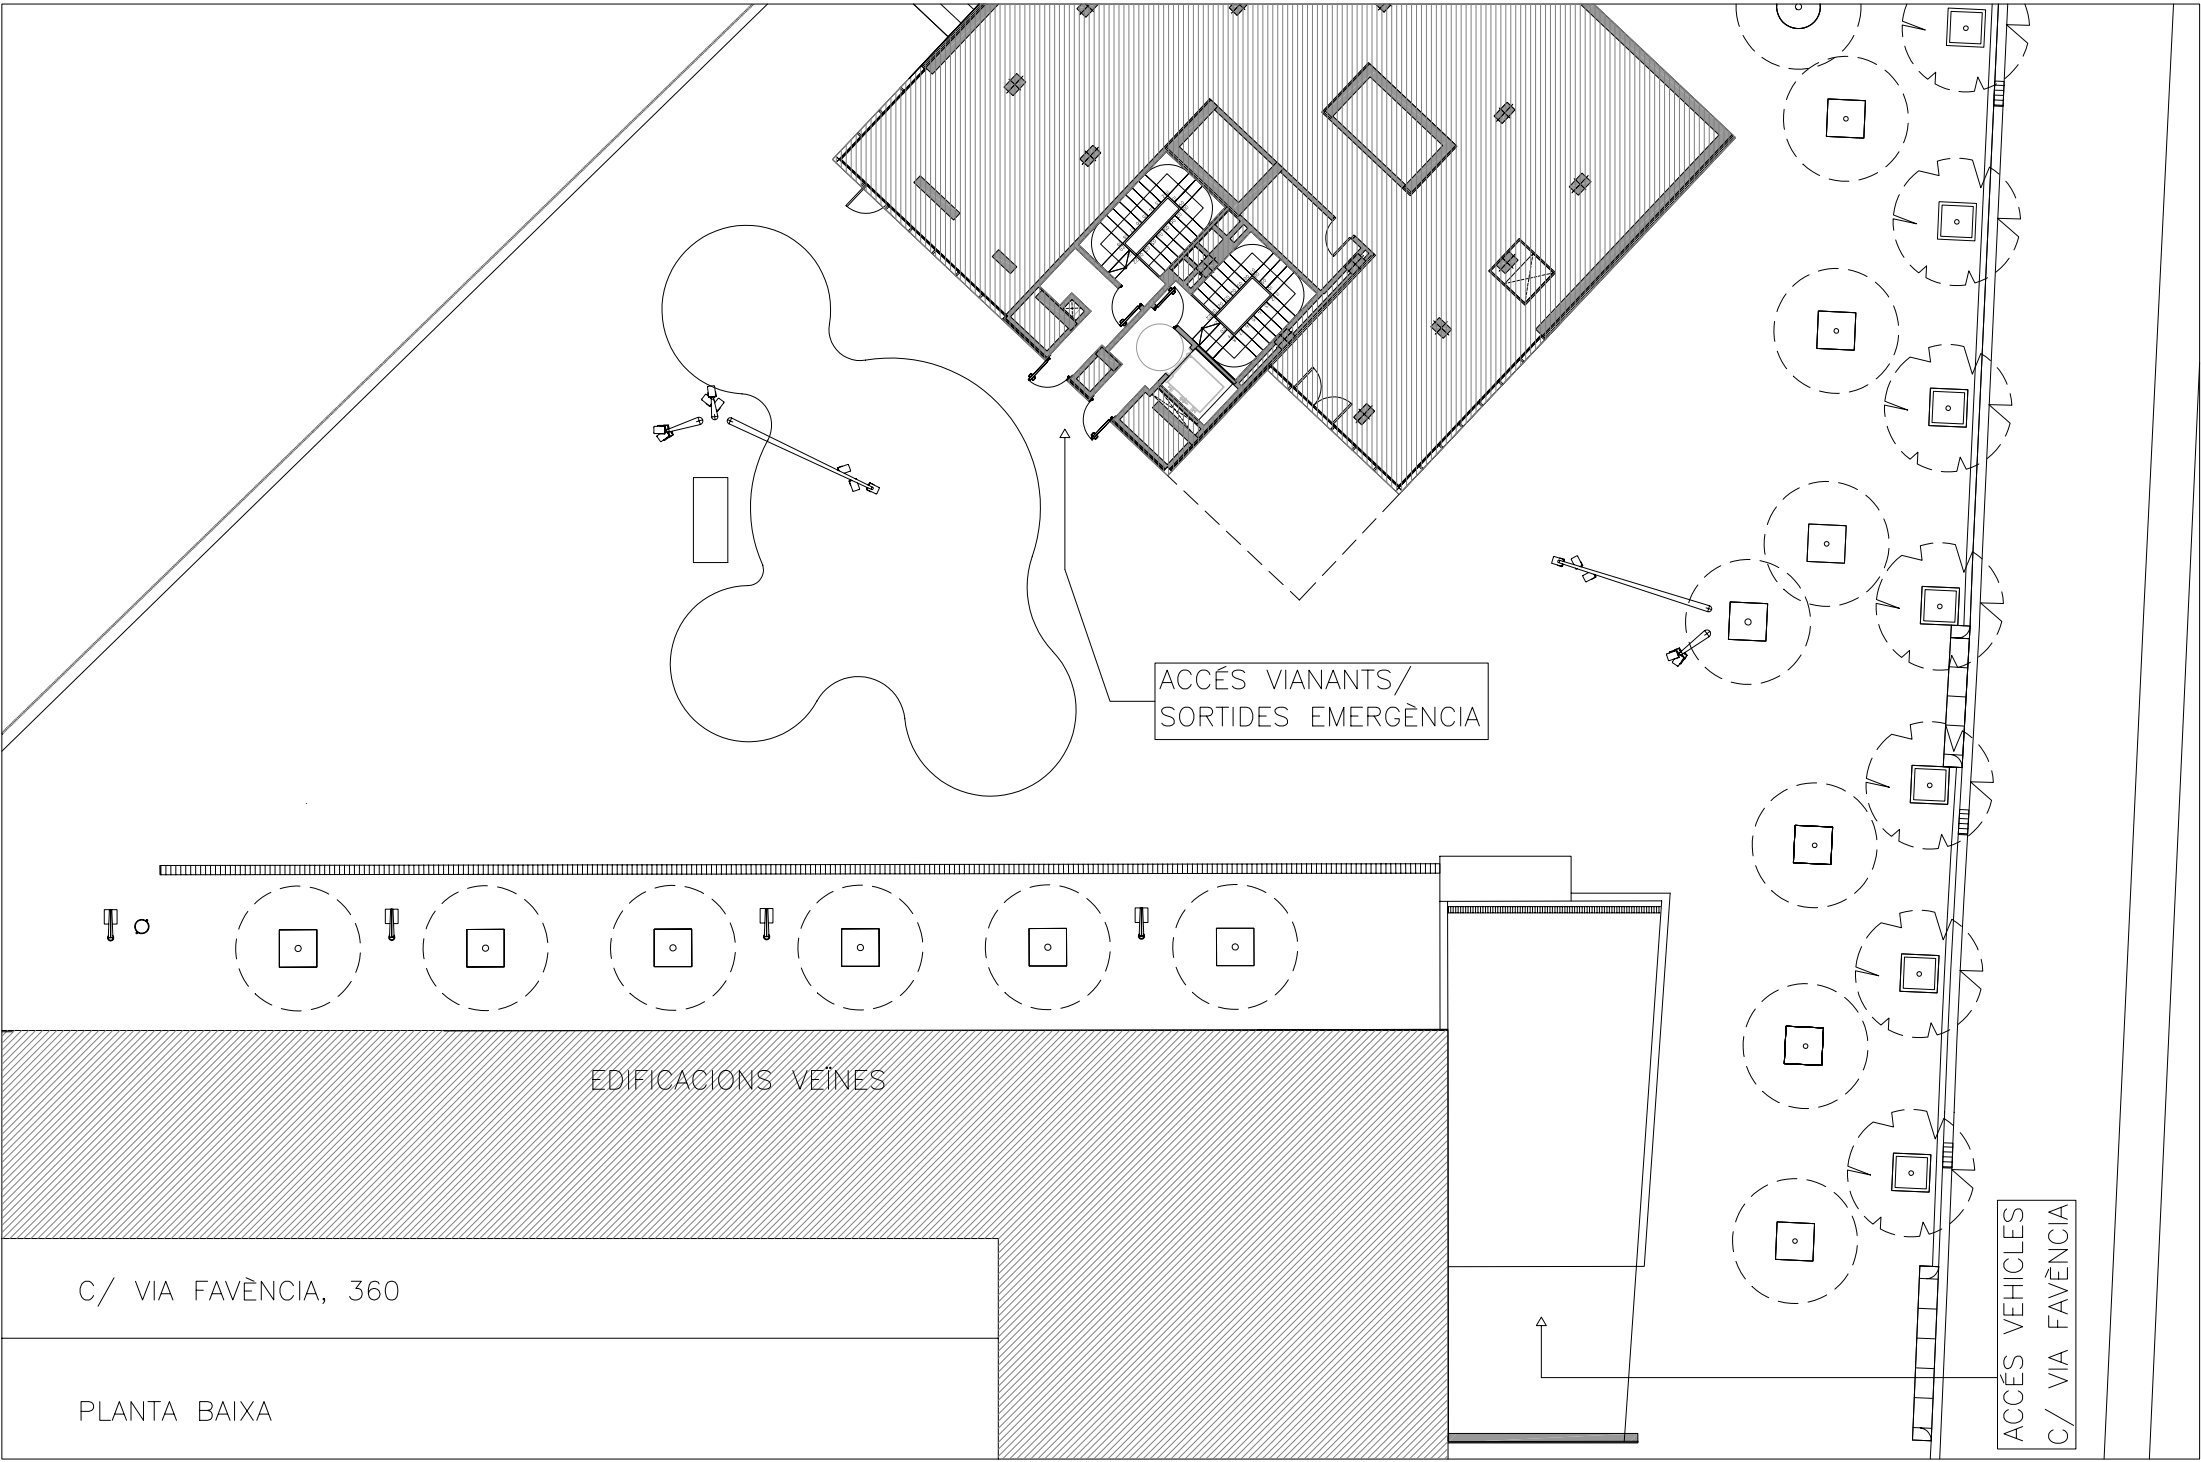 ACCÉS VIANANTS/
SORTIDES EMERGÈNCIA
EDIFICACIONS VEÏNES
C/ VIA FAVÈNCIA, 360
PLANTA BAIXA
ACCÉS VEHICLES
C/ VIA FAVÈNCIA